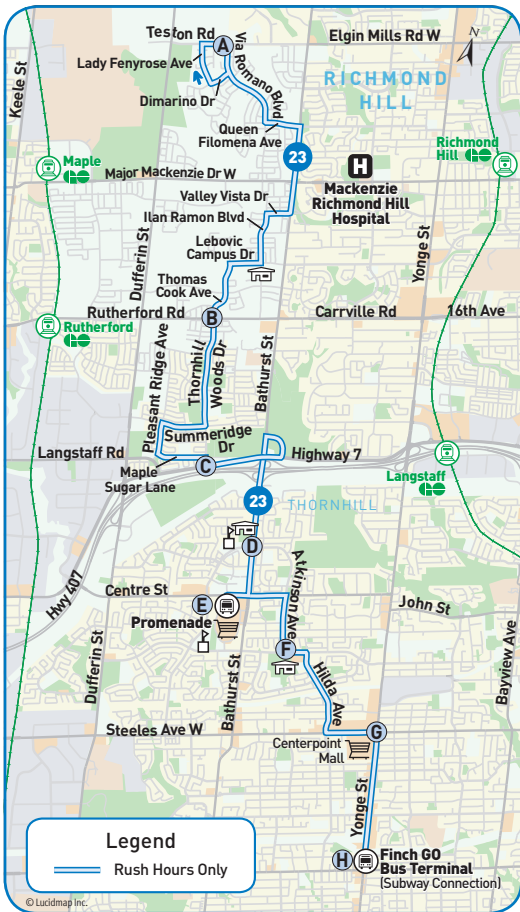 Teston Rd
Elgin Mills Rd W
N
A
Lady Fenyrose Ave
Via Romano Blvd
RICHMOND
HILL
Keele St
Dimarino Dr
Queen
Filomena Ave
23
H
Richmond
Hill
Maple
Major Mackenzie Dr W
Mackenzie
Richmond Hill
Hospital
Valley Vista Dr
Ilan Ramon Blvd
Lebovic
Campus Dr
Dufferin St
Yonge St
Thomas
Cook Ave
Rutherford Rd
B
Carrville Rd
16th Ave
Rutherford
Pleasant Ridge Ave
Thornhill
Woods Dr
Bathurst St
Summeridge
Dr
Langstaff Rd
C
Highway 7
Maple
Sugar Lane
Langstaff
23
THORNHILL
D
Hwy 407
Atkinson Ave
Centre St
E
Promenade
John St
Bayview Ave
F
Dufferin St
Bathurst St
Hilda Ave
Steeles Ave W
G
Centerpoint
Mall
Yonge St
H
Finch GO
Bus Terminal
(Subway Connection)
Legend
Rush Hours Only
© Lucidmap Inc.